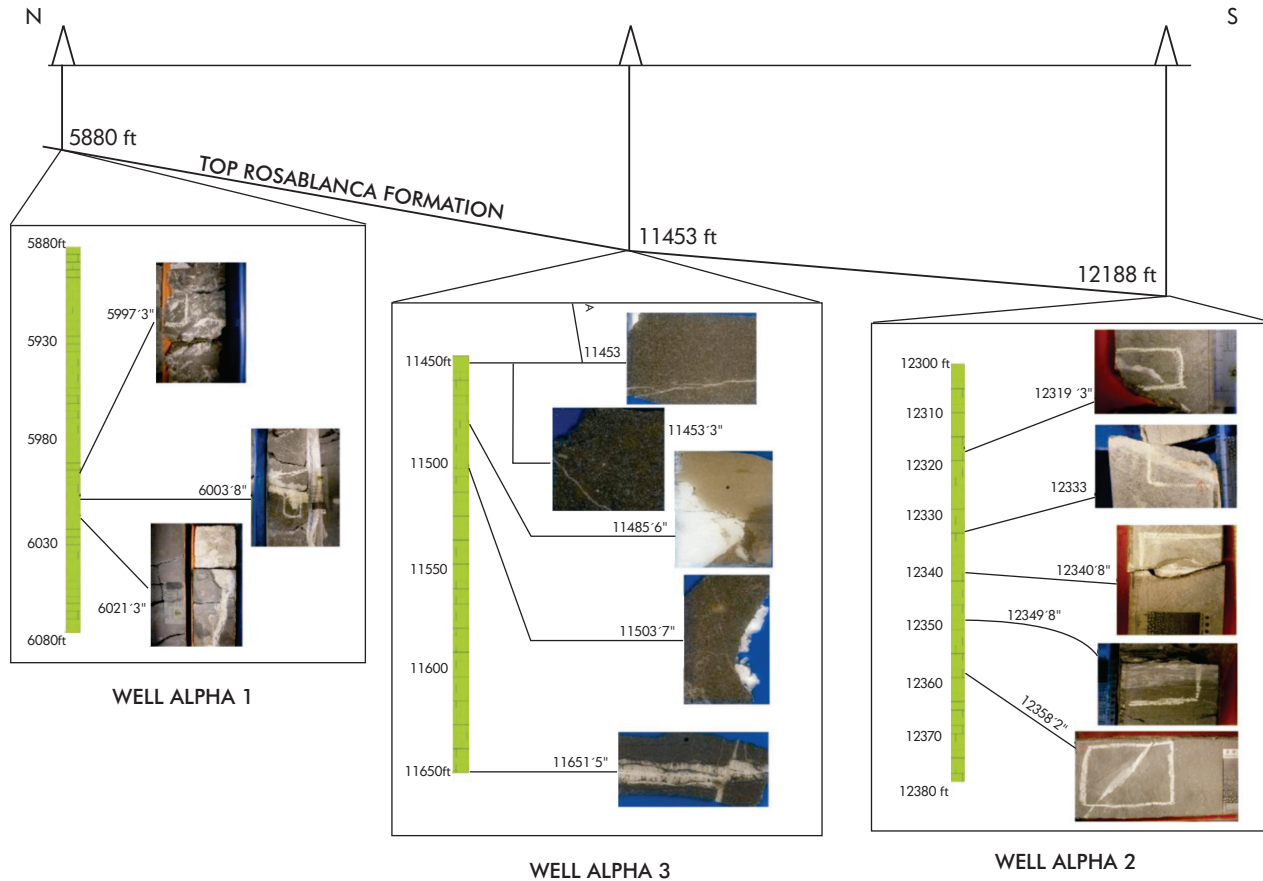 N
S
5880 ft
TOP ROSABLANCA FORMATION
11453 ft
12188 ft
5880ft
5930
5980
6030
6080ft
5997´3"
6003´8"
6021´3"
WELL ALPHA 1
A
11450ft
11500
11550
11600
11650ft
11453
11453´3"
11485´6"
11503´7"
11651´5"
WELL ALPHA 3
12300 ft
12310
12320
12330
12340
12350
12360
12370
12380 ft
12319 ´3"
12333
12340´8"
12349´8"
12358´2"
WELL ALPHA 2